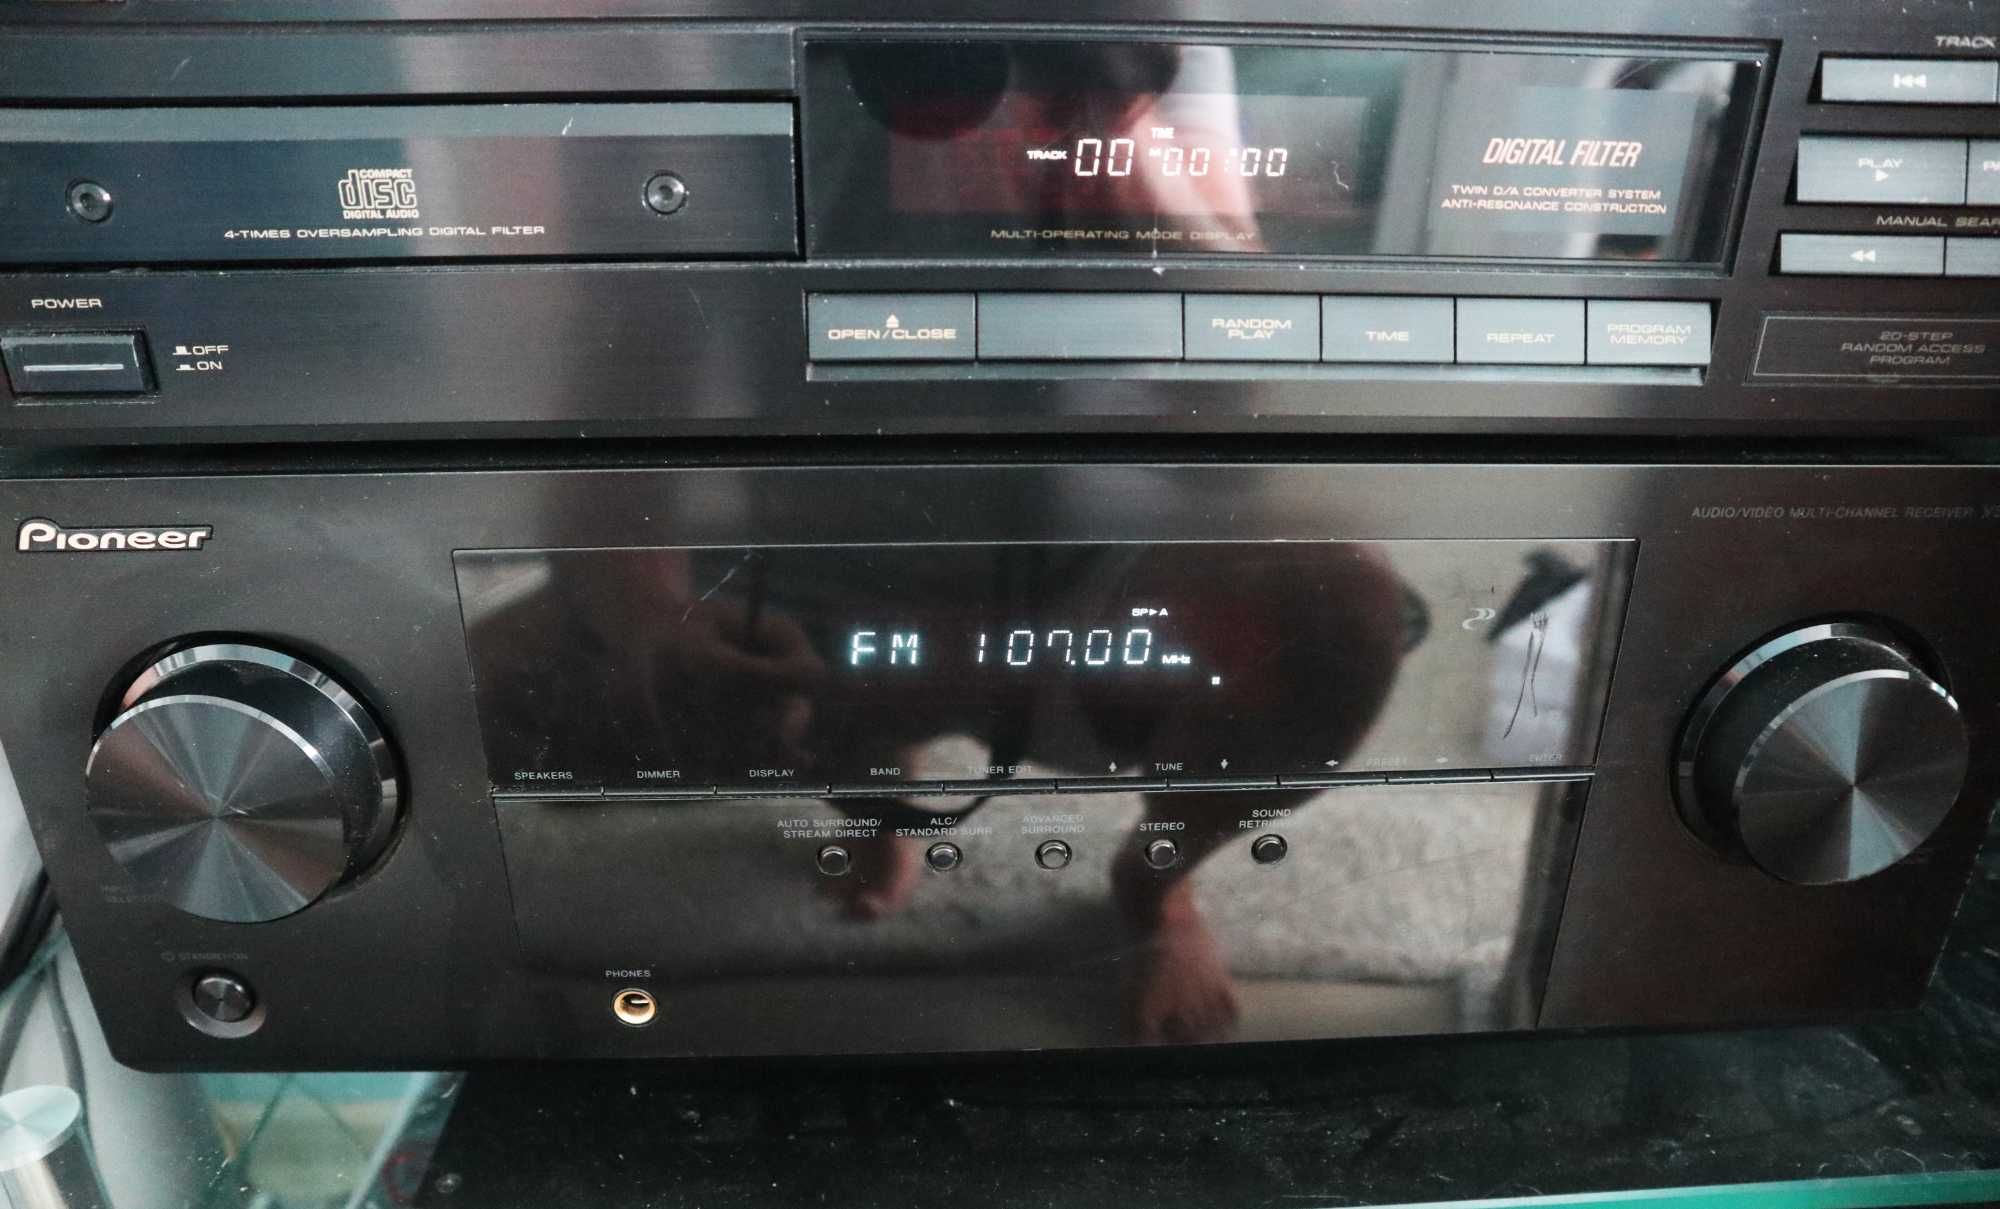 TRACK
COMPACT
disc
DIGITAL AUDIO
4-TIMES OVERSAMPLING DIGITAL FILTER
TIME
TRACK 00 M00:00
MULTI-OPERATING MODE DISPLAY
DIGITAL FILTER
TWIN D/A CONVERTER SYSTEM
ANTI-RESONANCE CONSTRUCTION
PLAY
MANUAL
POWER
OFF
ON
OPEN/CLOSE
RANDOM
PLAY
TIME
REPEAT
PROGRAM
MEMORY
20-STEP
RANDOM ACCESS
PROGRAM
Pioneer
AUDIO/VIDEO MULTI-CHANNEL RECEIVER
SP►A
FM 107.00 MHz
SPEAKERS
DIMMER
DISPLAY
BAND
TUNER EDIT
TUNE
PRESET
ENTER
AUTO SURROUND/
STREAM DIRECT
ALC/
STANDARD SURR
ADVANCED
SURROUND
STEREO
SOUND
STANDBY/ON
PHONES